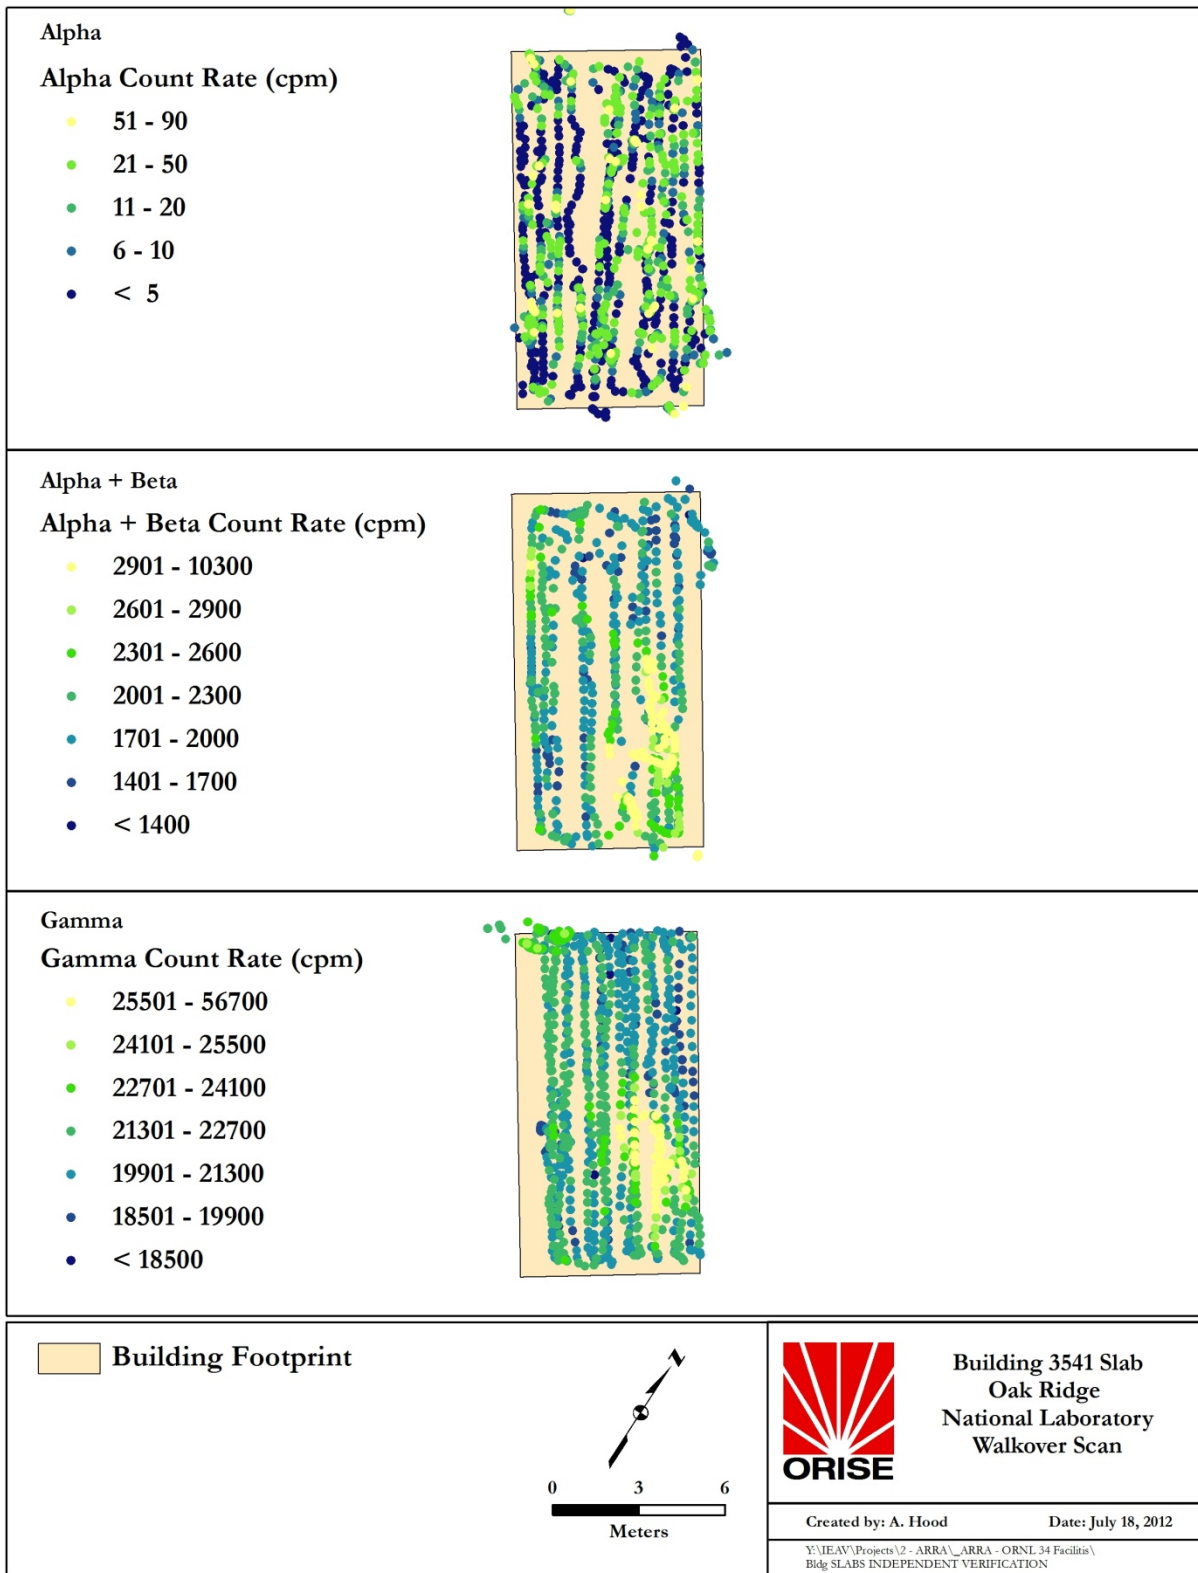 Alpha
Alpha Count Rate (cpm)
51 - 90
21 - 50
11 - 20
6 - 10
< 5
Alpha + Beta
Alpha + Beta Count Rate (cpm)
2901 - 10300
2601 - 2900
2301 - 2600
2001 - 2300
1701 - 2000
1401 - 1700
< 1400
Gamma
Gamma Count Rate (cpm)
25501 - 56700
24101 - 25500
22701 - 24100
21301 - 22700
19901 - 21300
18501 - 19900
< 18500
Building Footprint
N
0 3 6
Meters
ORISE
Building 3541 Slab
Oak Ridge
National Laboratory
Walkover Scan
Created by: A. Hood Date: July 18, 2012
Y:\IEAV\Projects\2 - ARRA\_ARRA - ORNL 34 Facilitis\
Bldg SLABS INDEPENDENT VERIFICATION